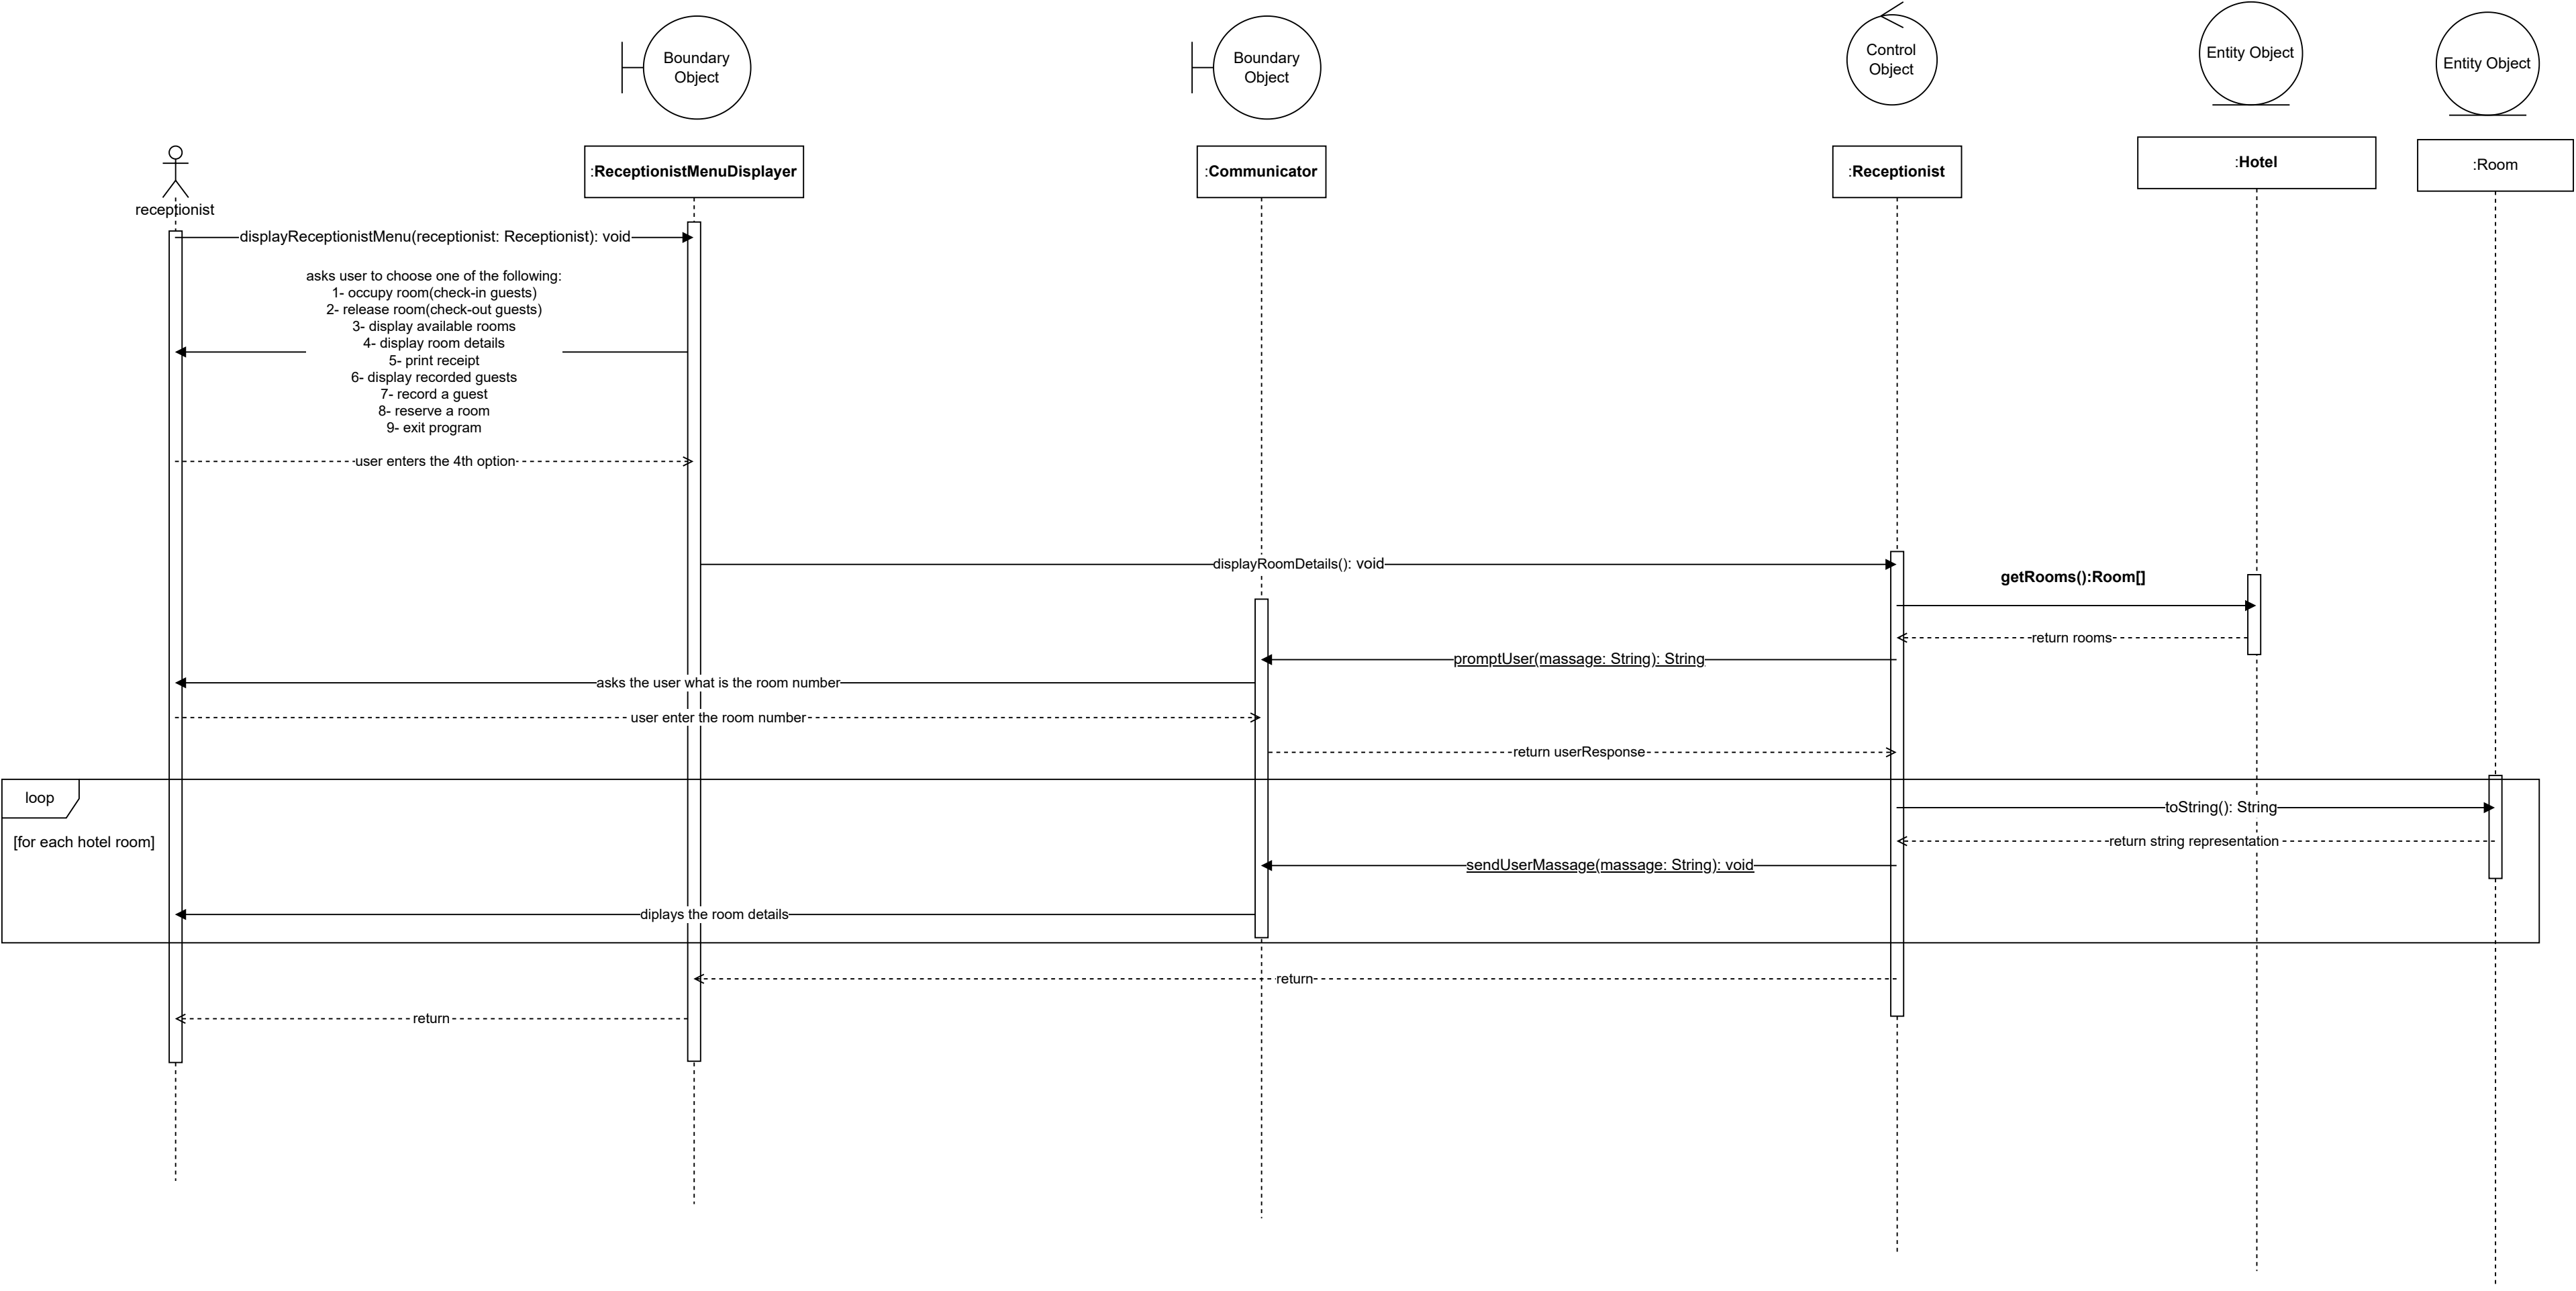 Boundary
Object
Boundary
Object
Control
Object
Entity Object
Entity Object
receptionist
:ReceptionistMenuDisplayer
:Communicator
:Receptionist
:Hotel
:Room
displayReceptionistMenu(receptionist: Receptionist): void
asks user to choose one of the following:
1- occupy room(check-in guests)
2- release room(check-out guests)
3- display available rooms
4- display room details
5- print receipt
6- display recorded guests
7- record a guest
8- reserve a room
9- exit program
user enters the 4th option
displayRoomDetails(): void
getRooms():Room[]
return rooms
promptUser(massage: String): String
asks the user what is the room number
user enter the room number
return userResponse
loop
[for each hotel room]
toString(): String
return string representation
sendUserMassage(massage: String): void
diplays the room details
return
return